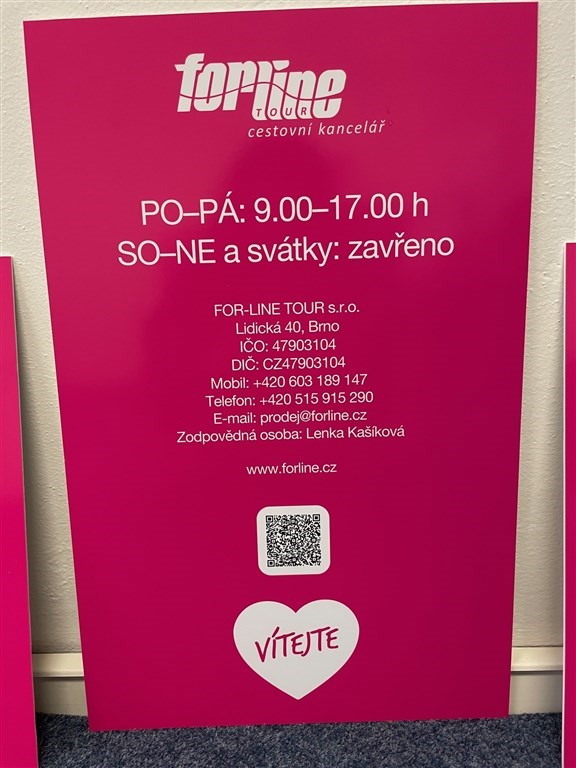 forline
TOUR
cestovní kancelář
PO–PÁ: 9.00–17.00 h
SO–NE a svátky: zavřeno
FOR-LINE TOUR s.r.o.
Lidická 40, Brno
IČO: 47903104
DIČ: CZ47903104
Mobil: +420 603 189 147
Telefon: +420 515 915 290
E-mail: prodej@forline.cz
Zodpovědná osoba: Lenka Kašíková
www.forline.cz
VÍTEJTE